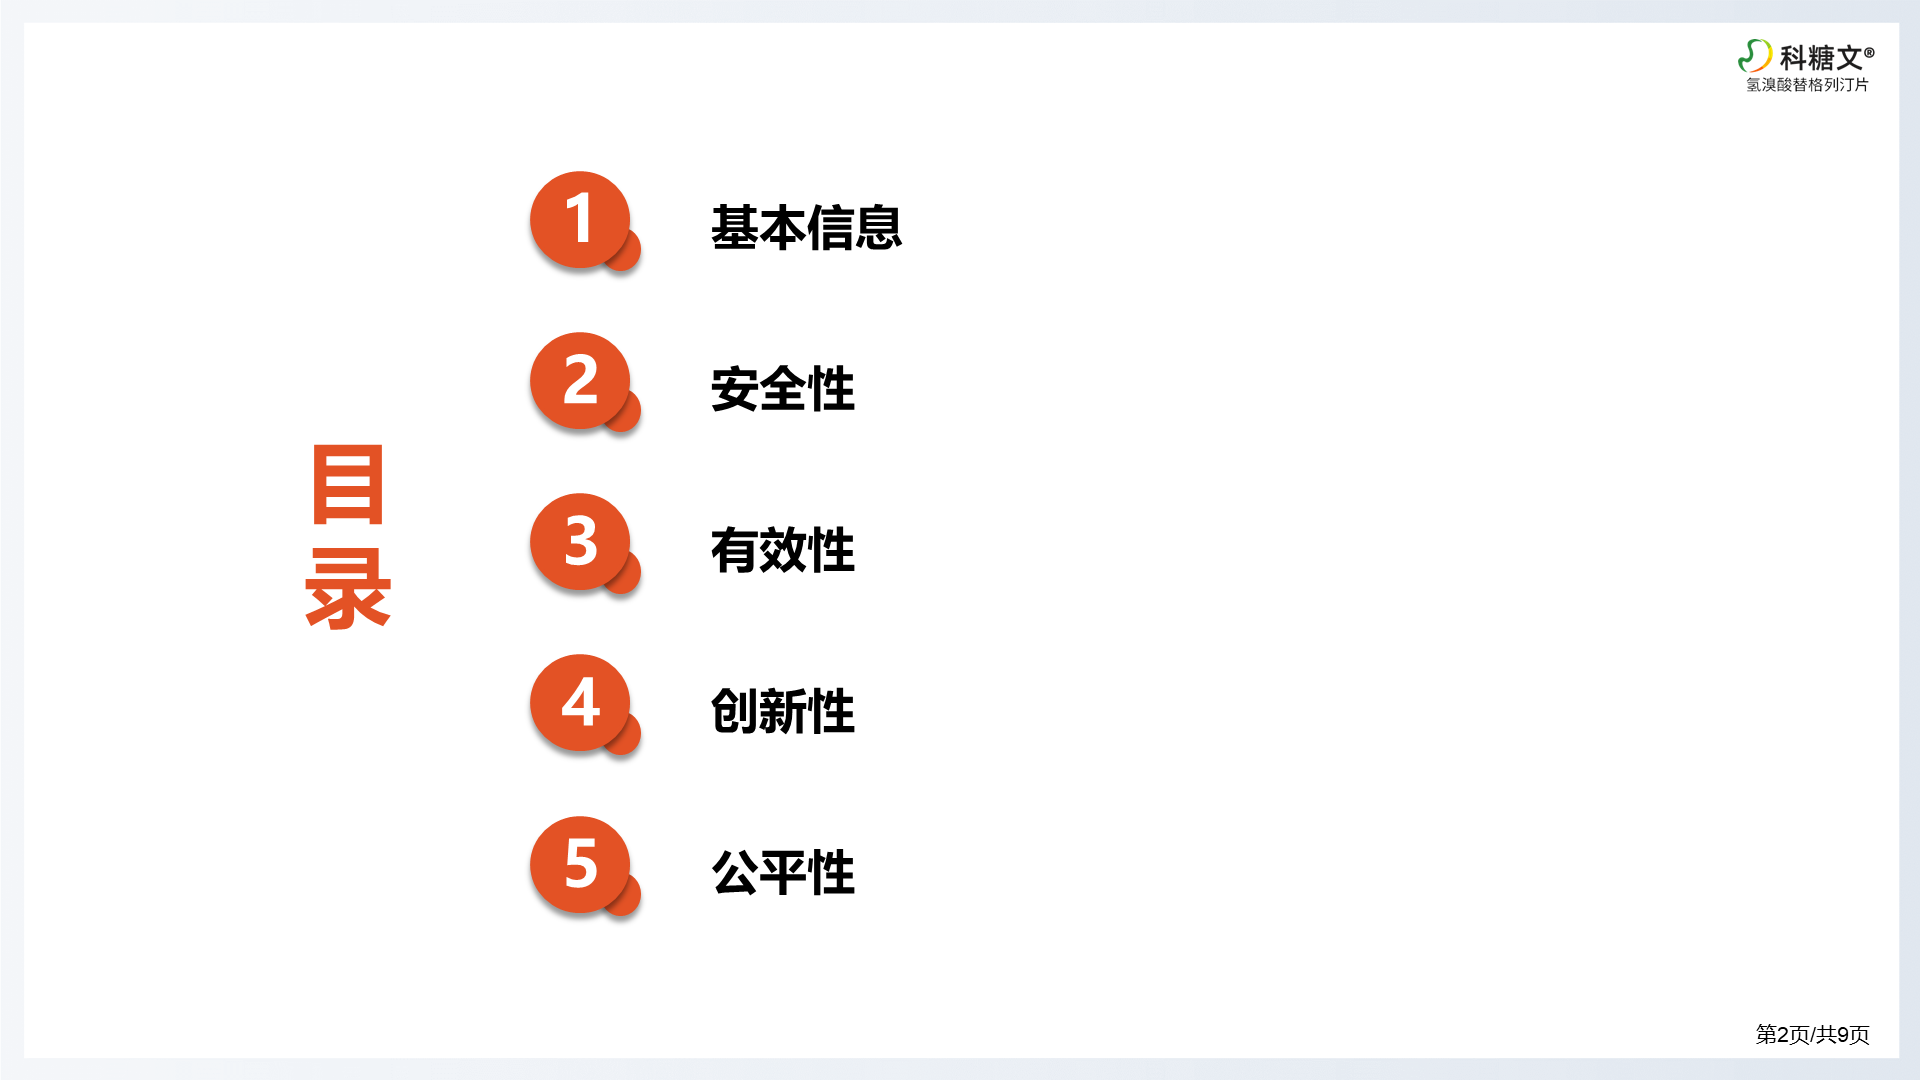 科糖文®
氢溴酸替格列汀片
目
录
1 基本信息
2 安全性
3 有效性
4 创新性
5 公平性
第2页/共9页